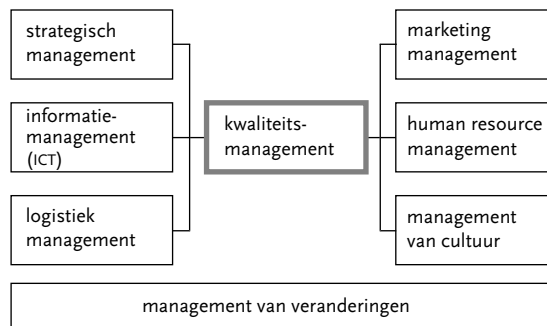 strategisch
management
informatie-
management
(ICT)
logistiek
management
kwaliteits-
management
marketing
management
human resource
management
management
van cultuur
management van veranderingen